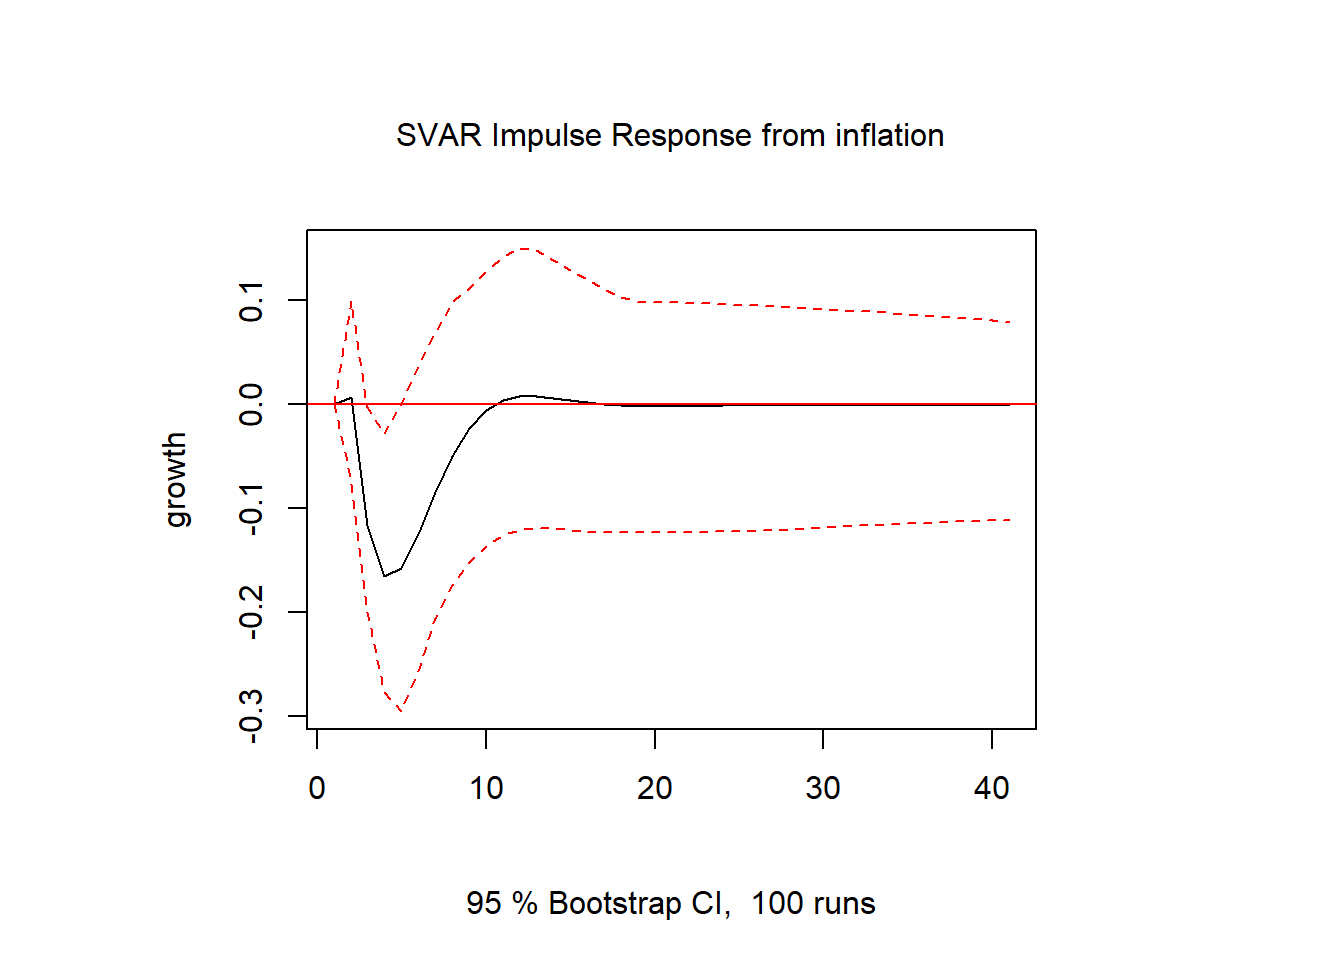 SVAR Impulse Response from inflation
growth
0.1
0.0
-0.1
-0.2
-0.3
0 10 20 30 40
95 % Bootstrap CI,  100 runs